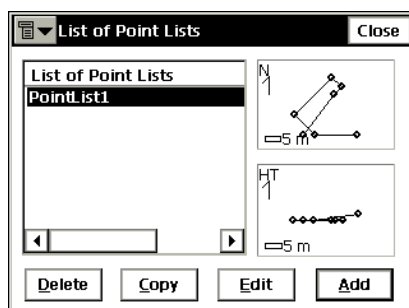 List of Point Lists
Close
List of Point Lists
PointList1
N
5 m
HT
5 m
Delete
Copy
Edit
Add